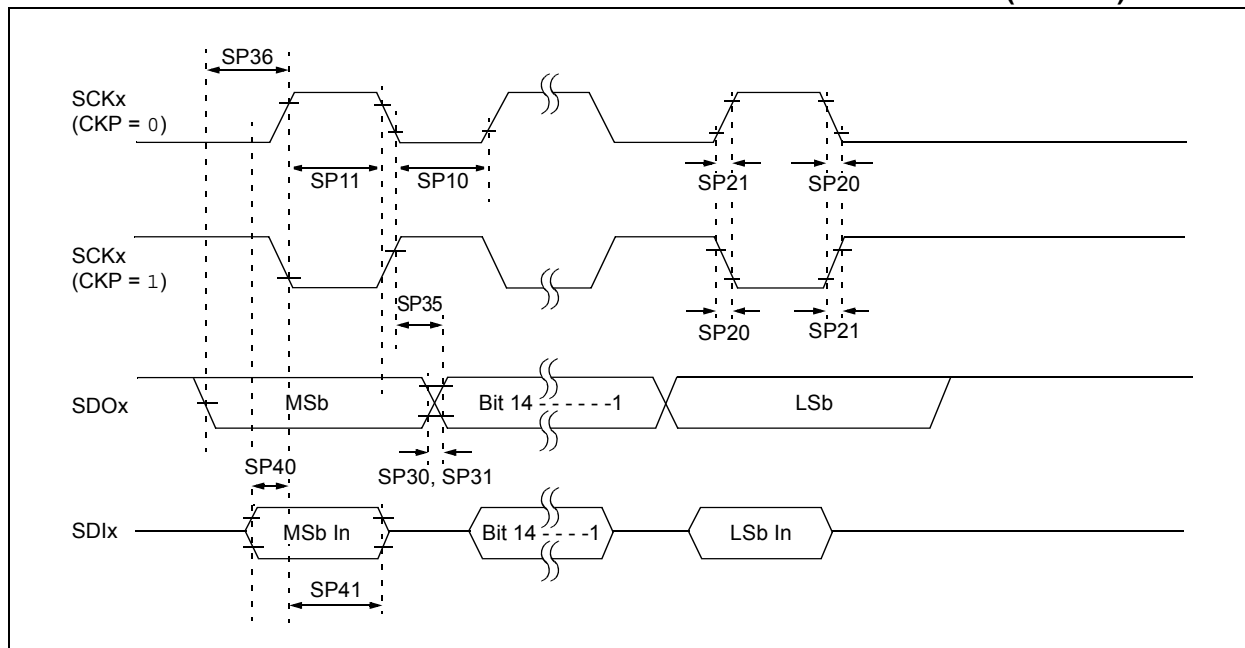 SP36
SCKx
(CKP = 0)
SP11
SP10
SP21
SP20
SCKx
(CKP = 1)
SP35
SP20
SP21
SDOx
MSb
Bit 14 - - - - - -1
LSb
SP40
SP30, SP31
SDIx
MSb In
Bit 14 - - - -1
LSb In
SP41